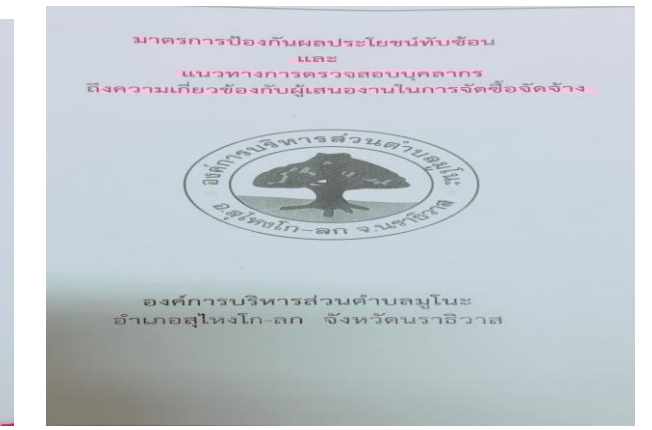 มาตรการป้องกันผลประโยชน์ทับซ้อน
และ
แนวทางการตรวจสอบบุคลากร
ถึงความเกี่ยวข้องกับผู้เสนองานในการจัดซื้อจัดจ้าง
องค์การบริหารส่วนตำบลมูโนะ
อ.สุไหงโก-ลก จ.นราธิวาส
องค์การบริหารส่วนตำบลมูโนะ
อำเภอสุไหงโก-ลก จังหวัดนราธิวาส